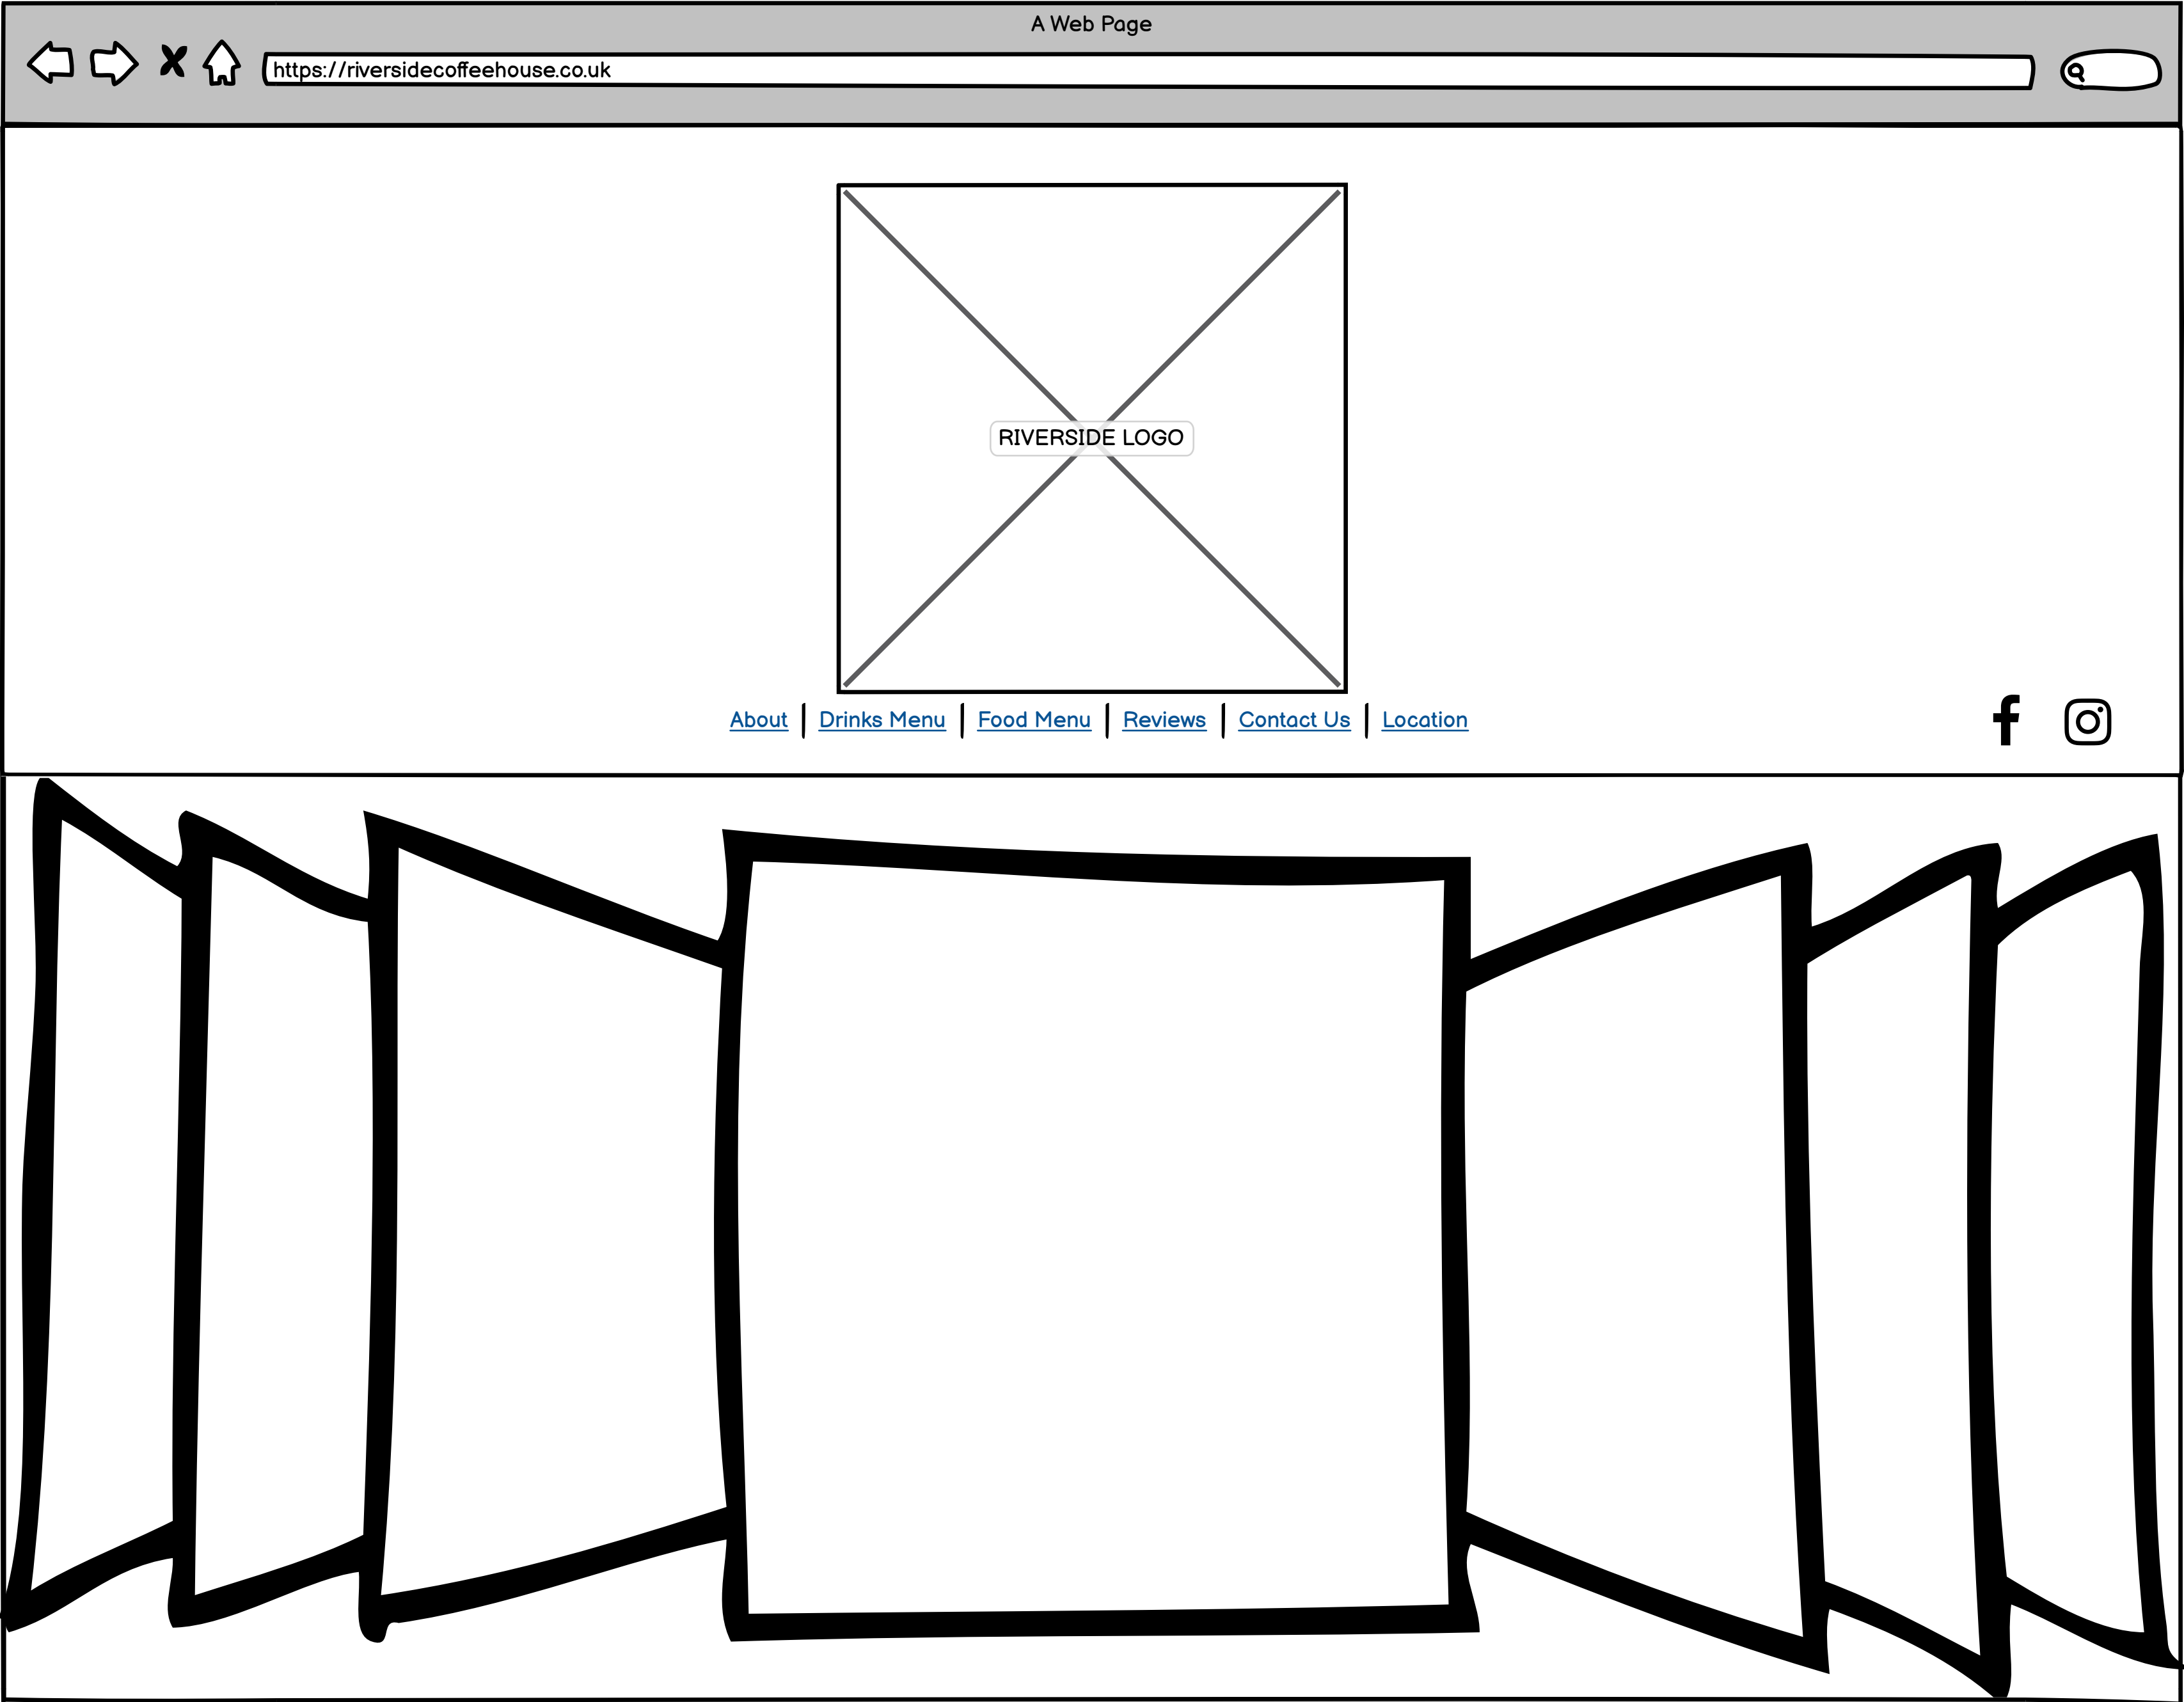 A Web Page
https://riversidecoffeehouse.co.uk
RIVERSIDE LOGO
About | Drinks Menu | Food Menu | Reviews | Contact Us | Location